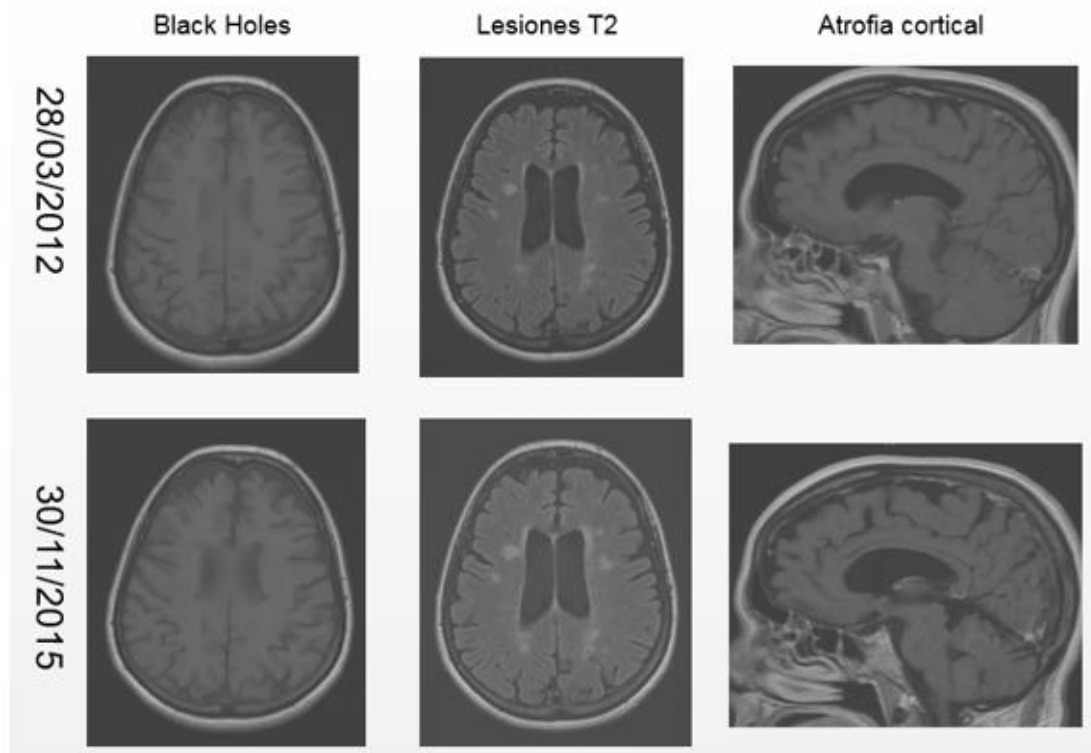 Black Holes
Lesiones T2
Atrofia cortical
28/03/2012
30/11/2015